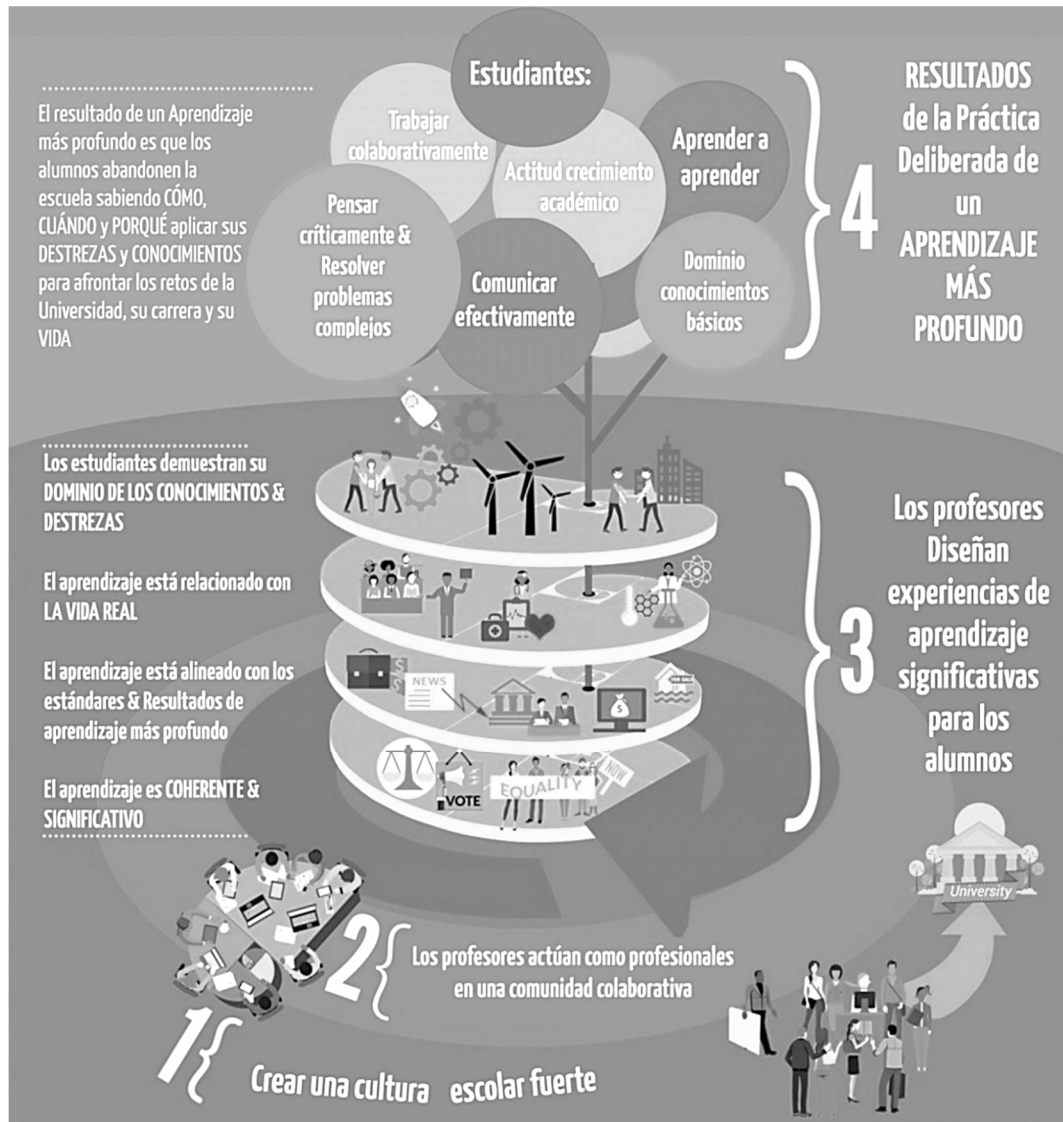 Estudiantes:
Trabajar
colaborativamente
Aprender a
aprender
Actitud crecimiento
académico
Pensar
críticamente &
Resolver
problemas
complejos
Comunicar
efectivamente
Dominio
conocimientos
básicos
El resultado de un Aprendizaje
más profundo es que los
alumnos abandonen la
escuela sabiendo CÓMO,
CUÁNDO y PORQUÉ aplicar sus
DESTREZAS y CONOCIMIENTOS
para afrontar los retos de la
Universidad, su carrera y su
VIDA
4
RESULTADOS
de la Práctica
Deliberada de
un
APRENDIZAJE
MÁS
PROFUNDO
Los estudiantes demuestran su
DOMINIO DE LOS CONOCIMIENTOS &
DESTREZAS
El aprendizaje está relacionado con
LA VIDA REAL
El aprendizaje está alineado con los
estándares & Resultados de
aprendizaje más profundo
El aprendizaje es COHERENTE &
SIGNIFICATIVO
NEWS
FOR SALE
$
$
$
VOTE
EQUALITY
NOW
3
Los profesores
Diseñan
experiencias de
aprendizaje
significativas
para los
alumnos
University
2
Los profesores actúan como profesionales
en una comunidad colaborativa
1
Crear una cultura escolar fuerte